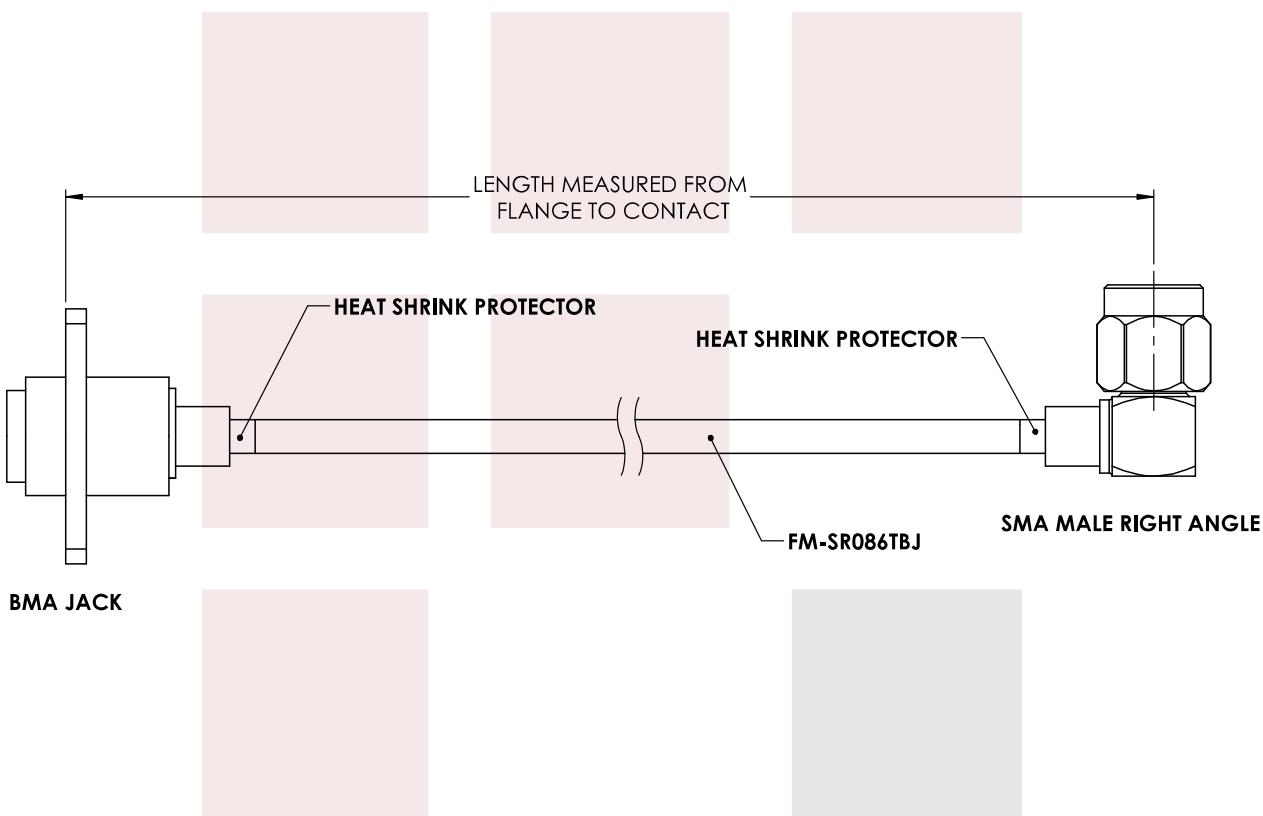 LENGTH MEASURED FROM
FLANGE TO CONTACT
HEAT SHRINK PROTECTOR
HEAT SHRINK PROTECTOR
FM-SR086TBJ
SMA MALE RIGHT ANGLE
BMA JACK